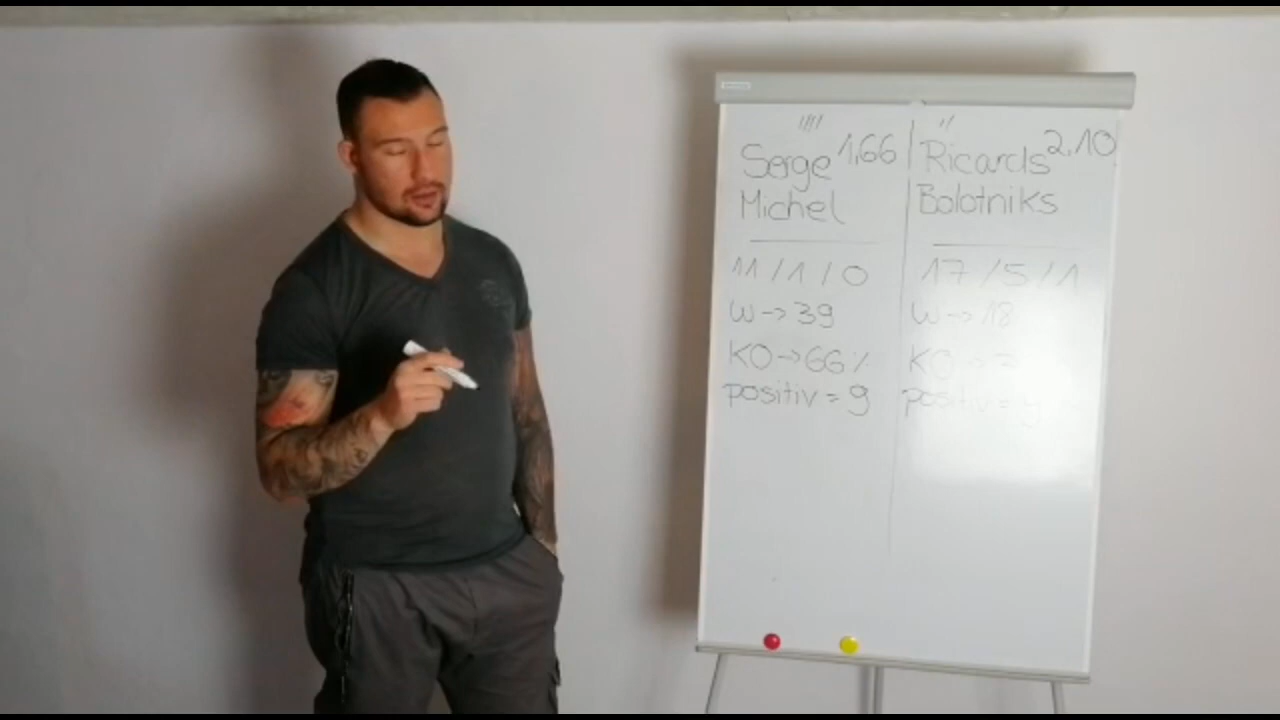 Serge 1,66
Michel
11 / 1 / 0
W -> 39
KO -> 66 %
positiv = 9
Ricards 2,10
Bolotniks
17 / 5 / 1
W -> 18
KO ->
positiv =